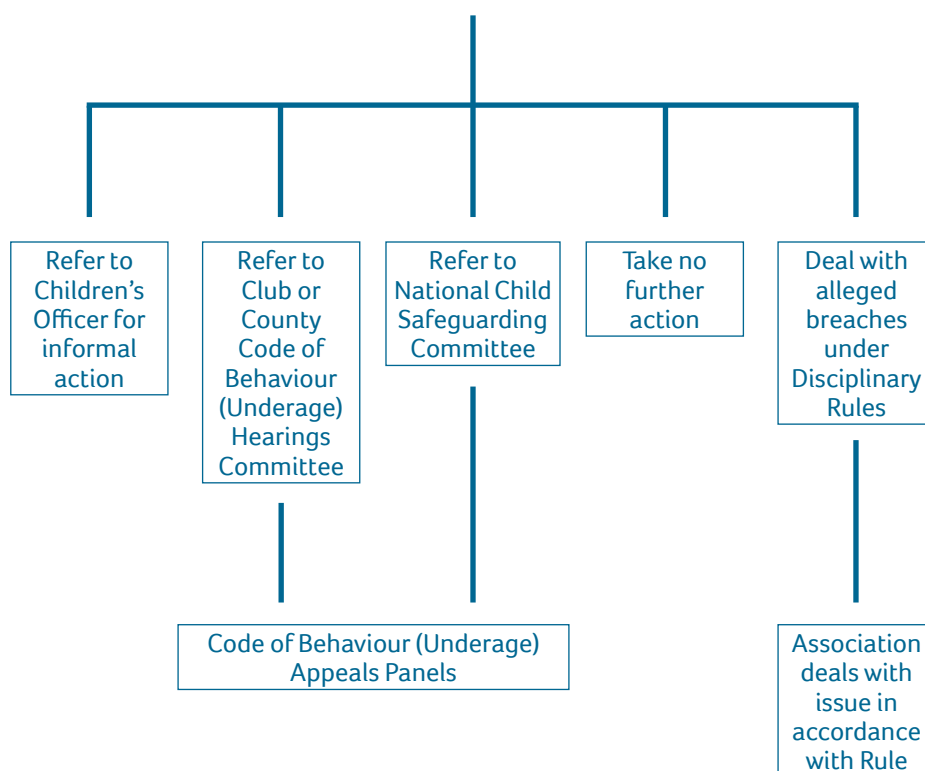 Refer to
Children’s
Officer for
informal
action
Refer to
Club or
County
Code of
Behaviour
(Underage)
Hearings
Committee
Refer to
National Child
Safeguarding
Committee
Take no
further
action
Deal with
alleged
breaches
under
Disciplinary
Rules
Code of Behaviour (Underage)
Appeals Panels
Association
deals with
issue in
accordance
with Rule